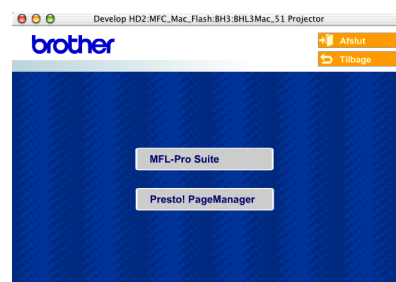 Develop HD2:MFC_Mac_Flash:BH3:BHL3Mac_51 Projector
brother
Afslut
Tilbage
MFL-Pro Suite
Presto! PageManager